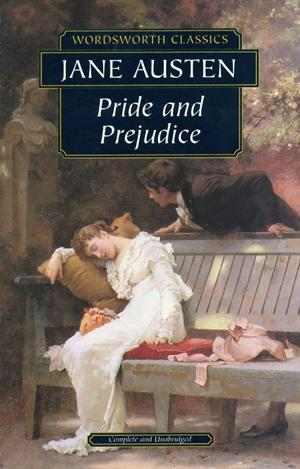 WORDSWORTH CLASSICS
JANE AUSTEN
Pride and
Prejudice
Complete and Unabridged